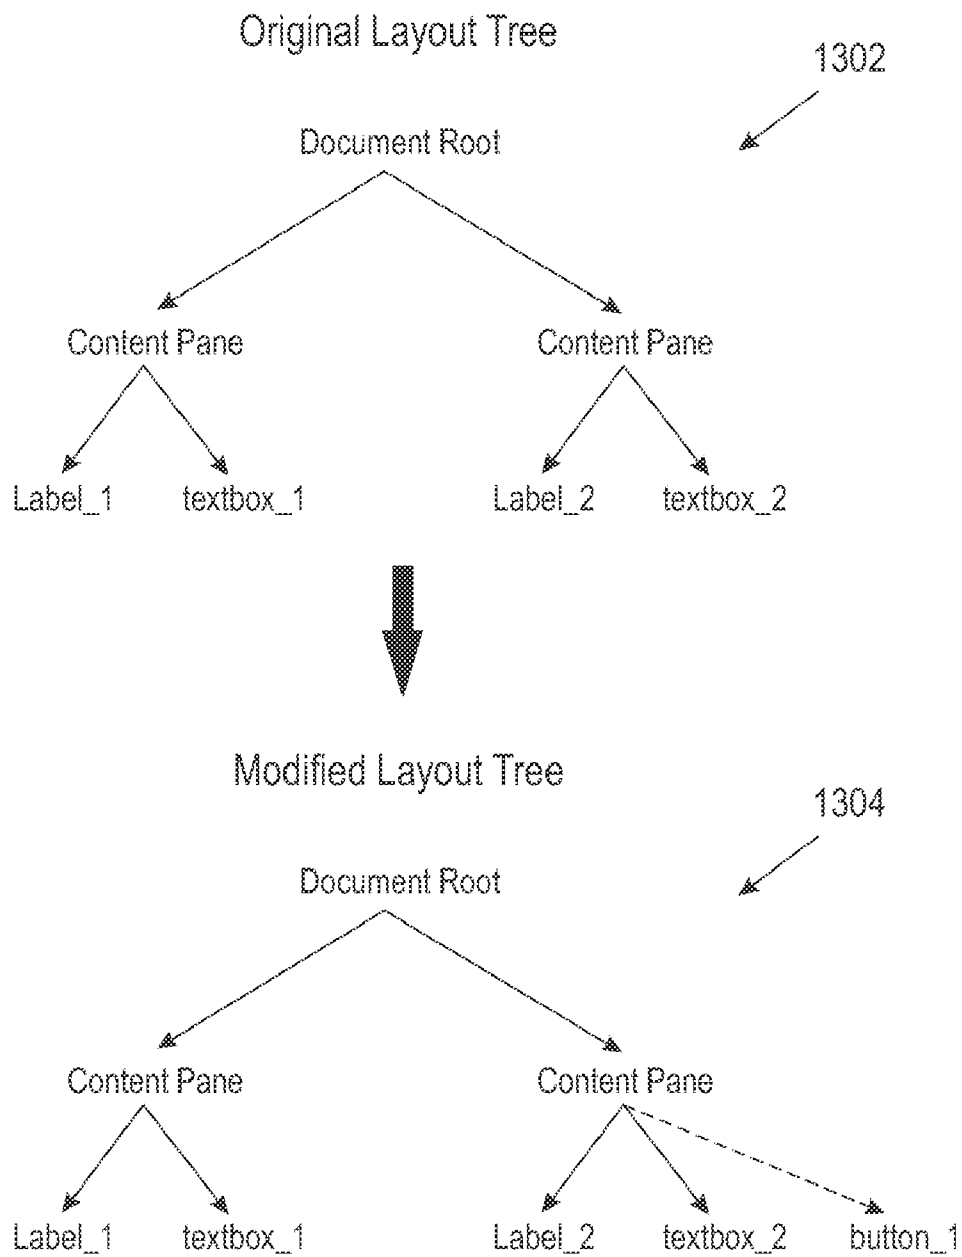 Original Layout Tree
1302
Document Root
Content Pane Content Pane
Label_1 textbox_1 Label_2 textbox_2
Modified Layout Tree
1304
Document Root
Content Pane Content Pane
Label_1 textbox_1 Label_2 textbox_2 button_1